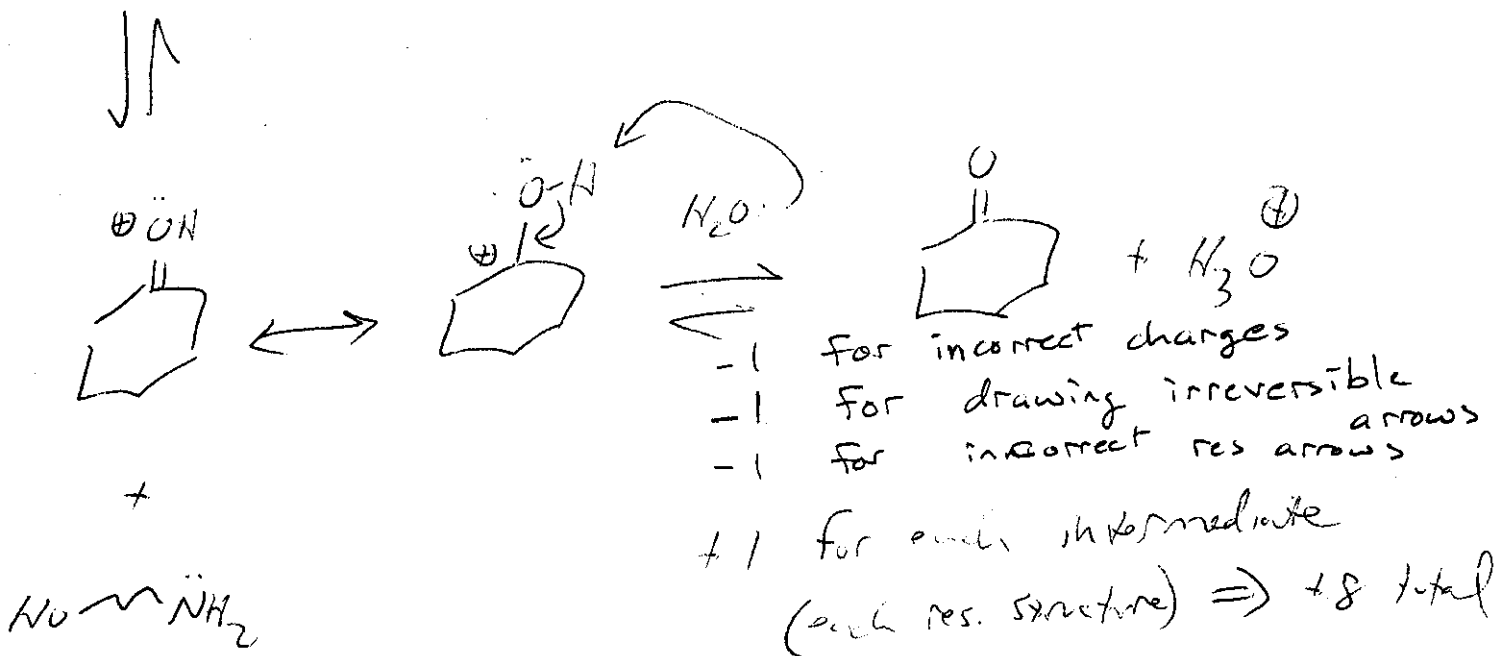 ⊕ ÖH
Ö-H
⊕
H₂O:
O
+ H₃O ⊕
-1 for incorrect charges
-1 for drawing irreversible arrows
-1 for incorrect res arrows
+
+1 for each intermediate
HO N̈H₂
(each res. structure) ⇒ +8 total